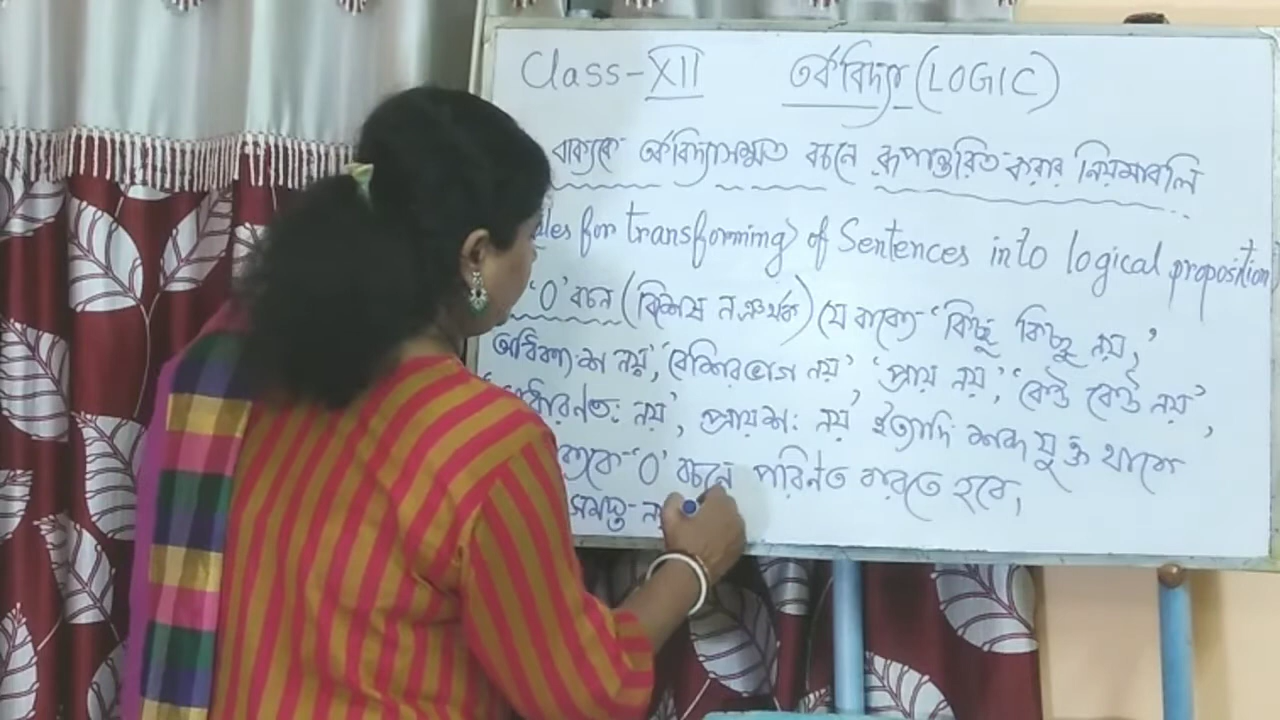 Class-XII তর্কবিদ্যা (LOGIC)
বাক্যকে তর্কবিদ্যাসম্মত বচনে রূপান্তরিত করার নিয়মাবলি
les for transforming of Sentences into logical proposition
'O' বচন (বিশেষ নঞর্থক) যে বাক্যে 'কিছু কিছু নয়,'
অধিকাংশ নয়', 'বেশিরভাগ নয়', 'প্রায় নয়', 'কেউ কেউ নয়',
নয়', প্রায়শ: নয়' ইত্যাদি শব্দ যুক্ত থাকে
'O' বচনে পরিণত করতে হবে,
সমস্ত-